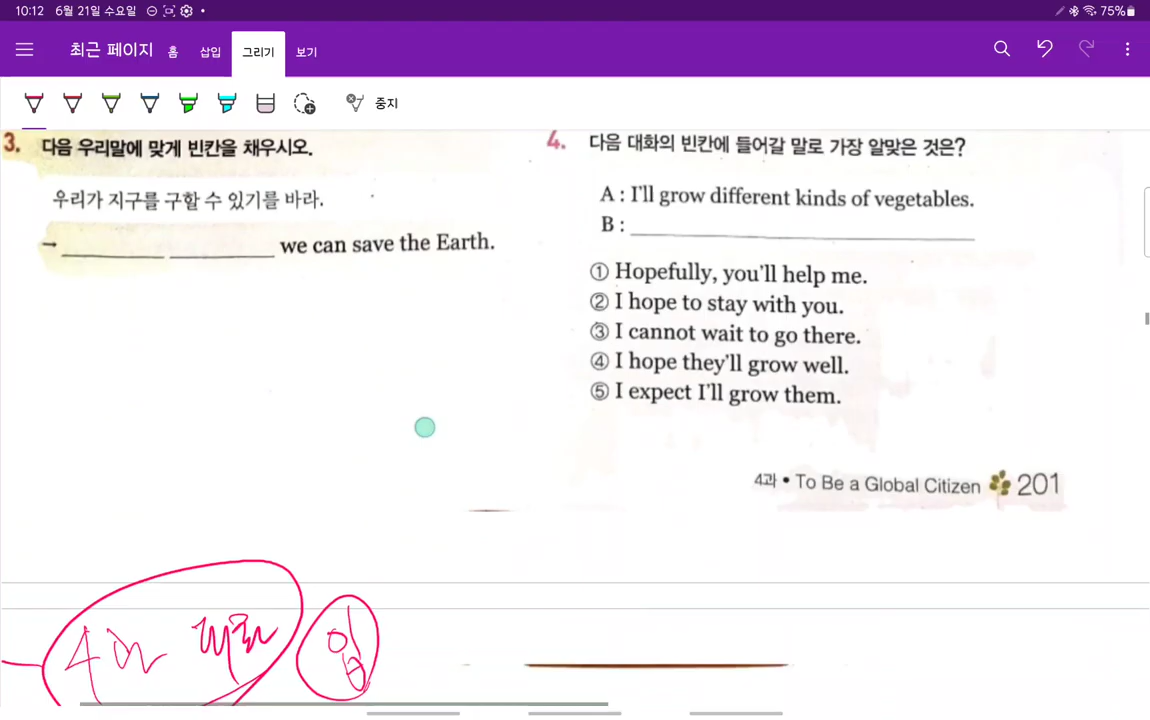 10:12 6월 21일 수요일
75%
최근 페이지 홈 삽입 그리기 보기
중지
3. 다음 우리말에 맞게 빈칸을 채우시오.
우리가 지구를 구할 수 있기를 바라.
→ ________ ________ we can save the Earth.
4. 다음 대화의 빈칸에 들어갈 말로 가장 알맞은 것은?
A : I'll grow different kinds of vegetables.
B : ________
① Hopefully, you'll help me.
② I hope to stay with you.
③ I cannot wait to go there.
④ I hope they'll grow well.
⑤ I expect I'll grow them.
4과 • To Be a Global Citizen 201